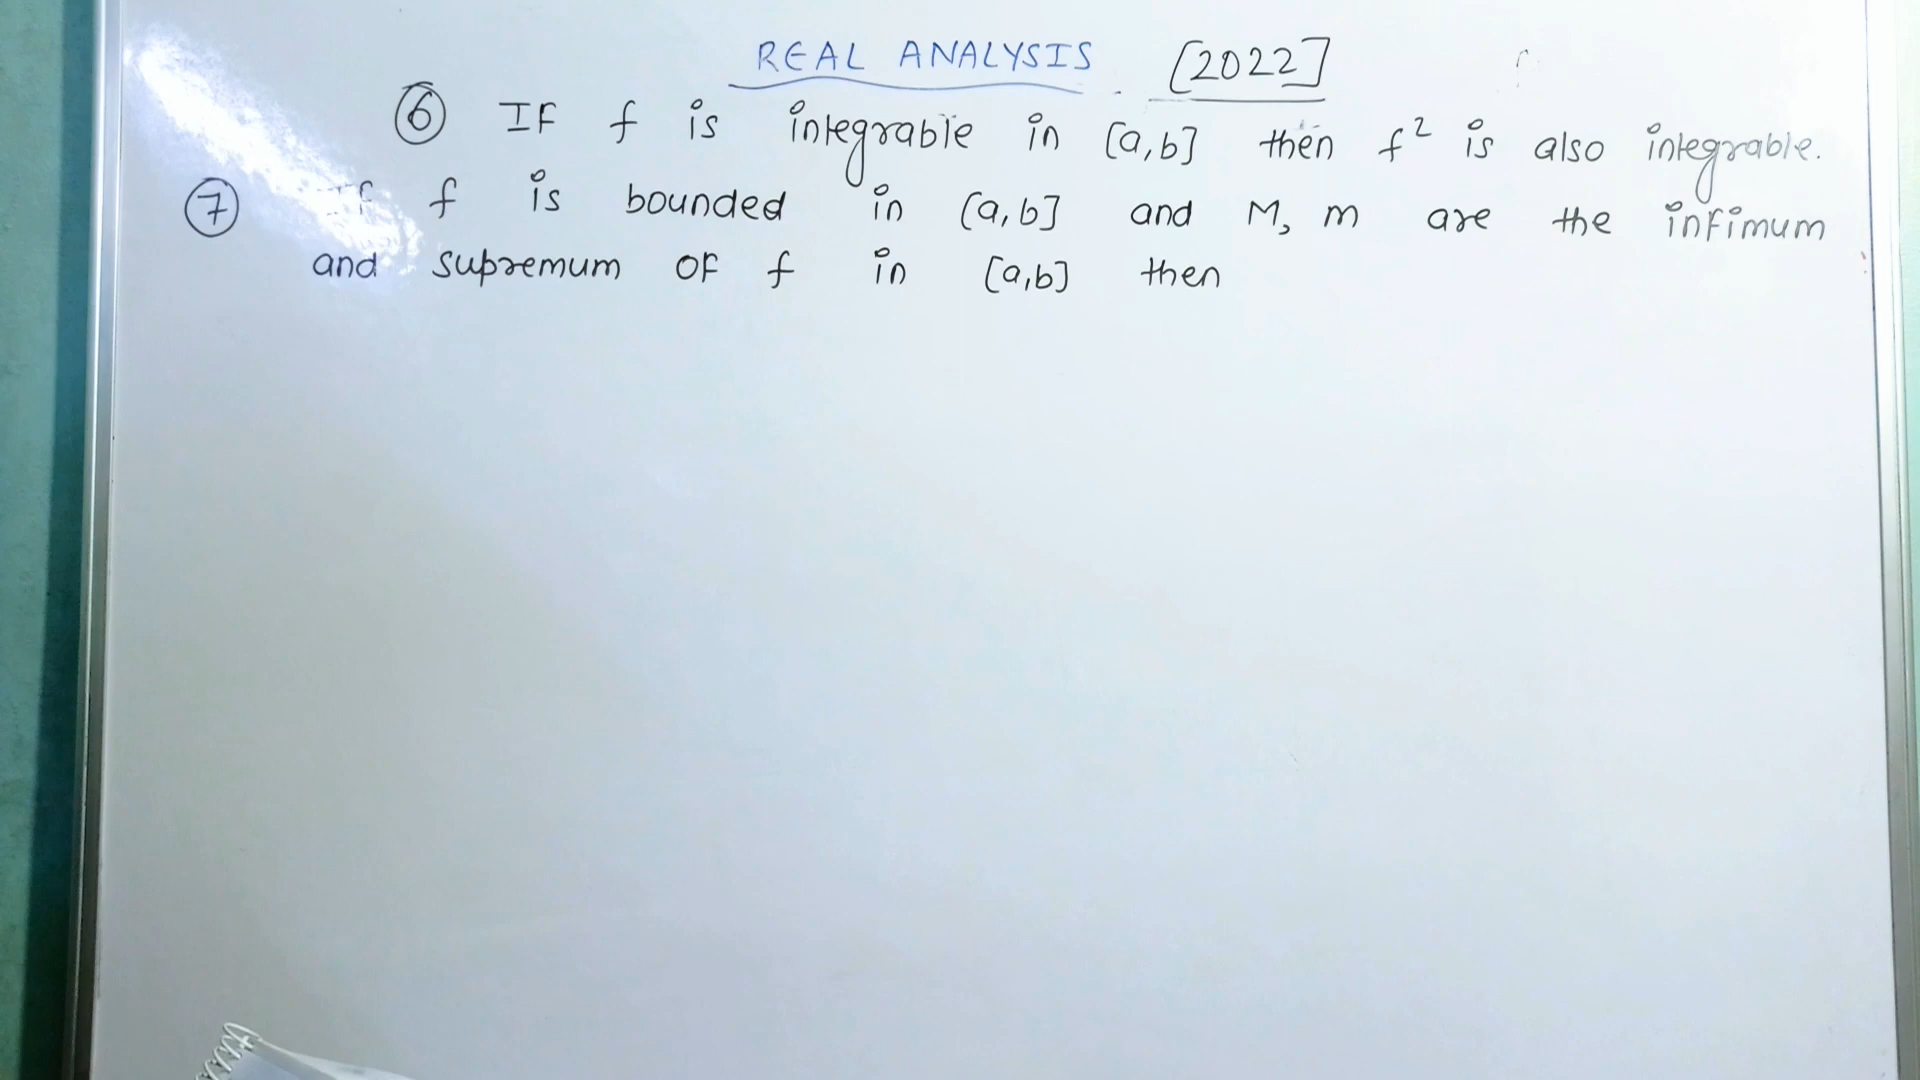 REAL ANALYSIS [2022]
⑥ IF f is integrable in [a,b] then f² is also integrable.
⑦ If f is bounded in [a,b] and M, m are the infimum
and supremum OF f in [a,b] then